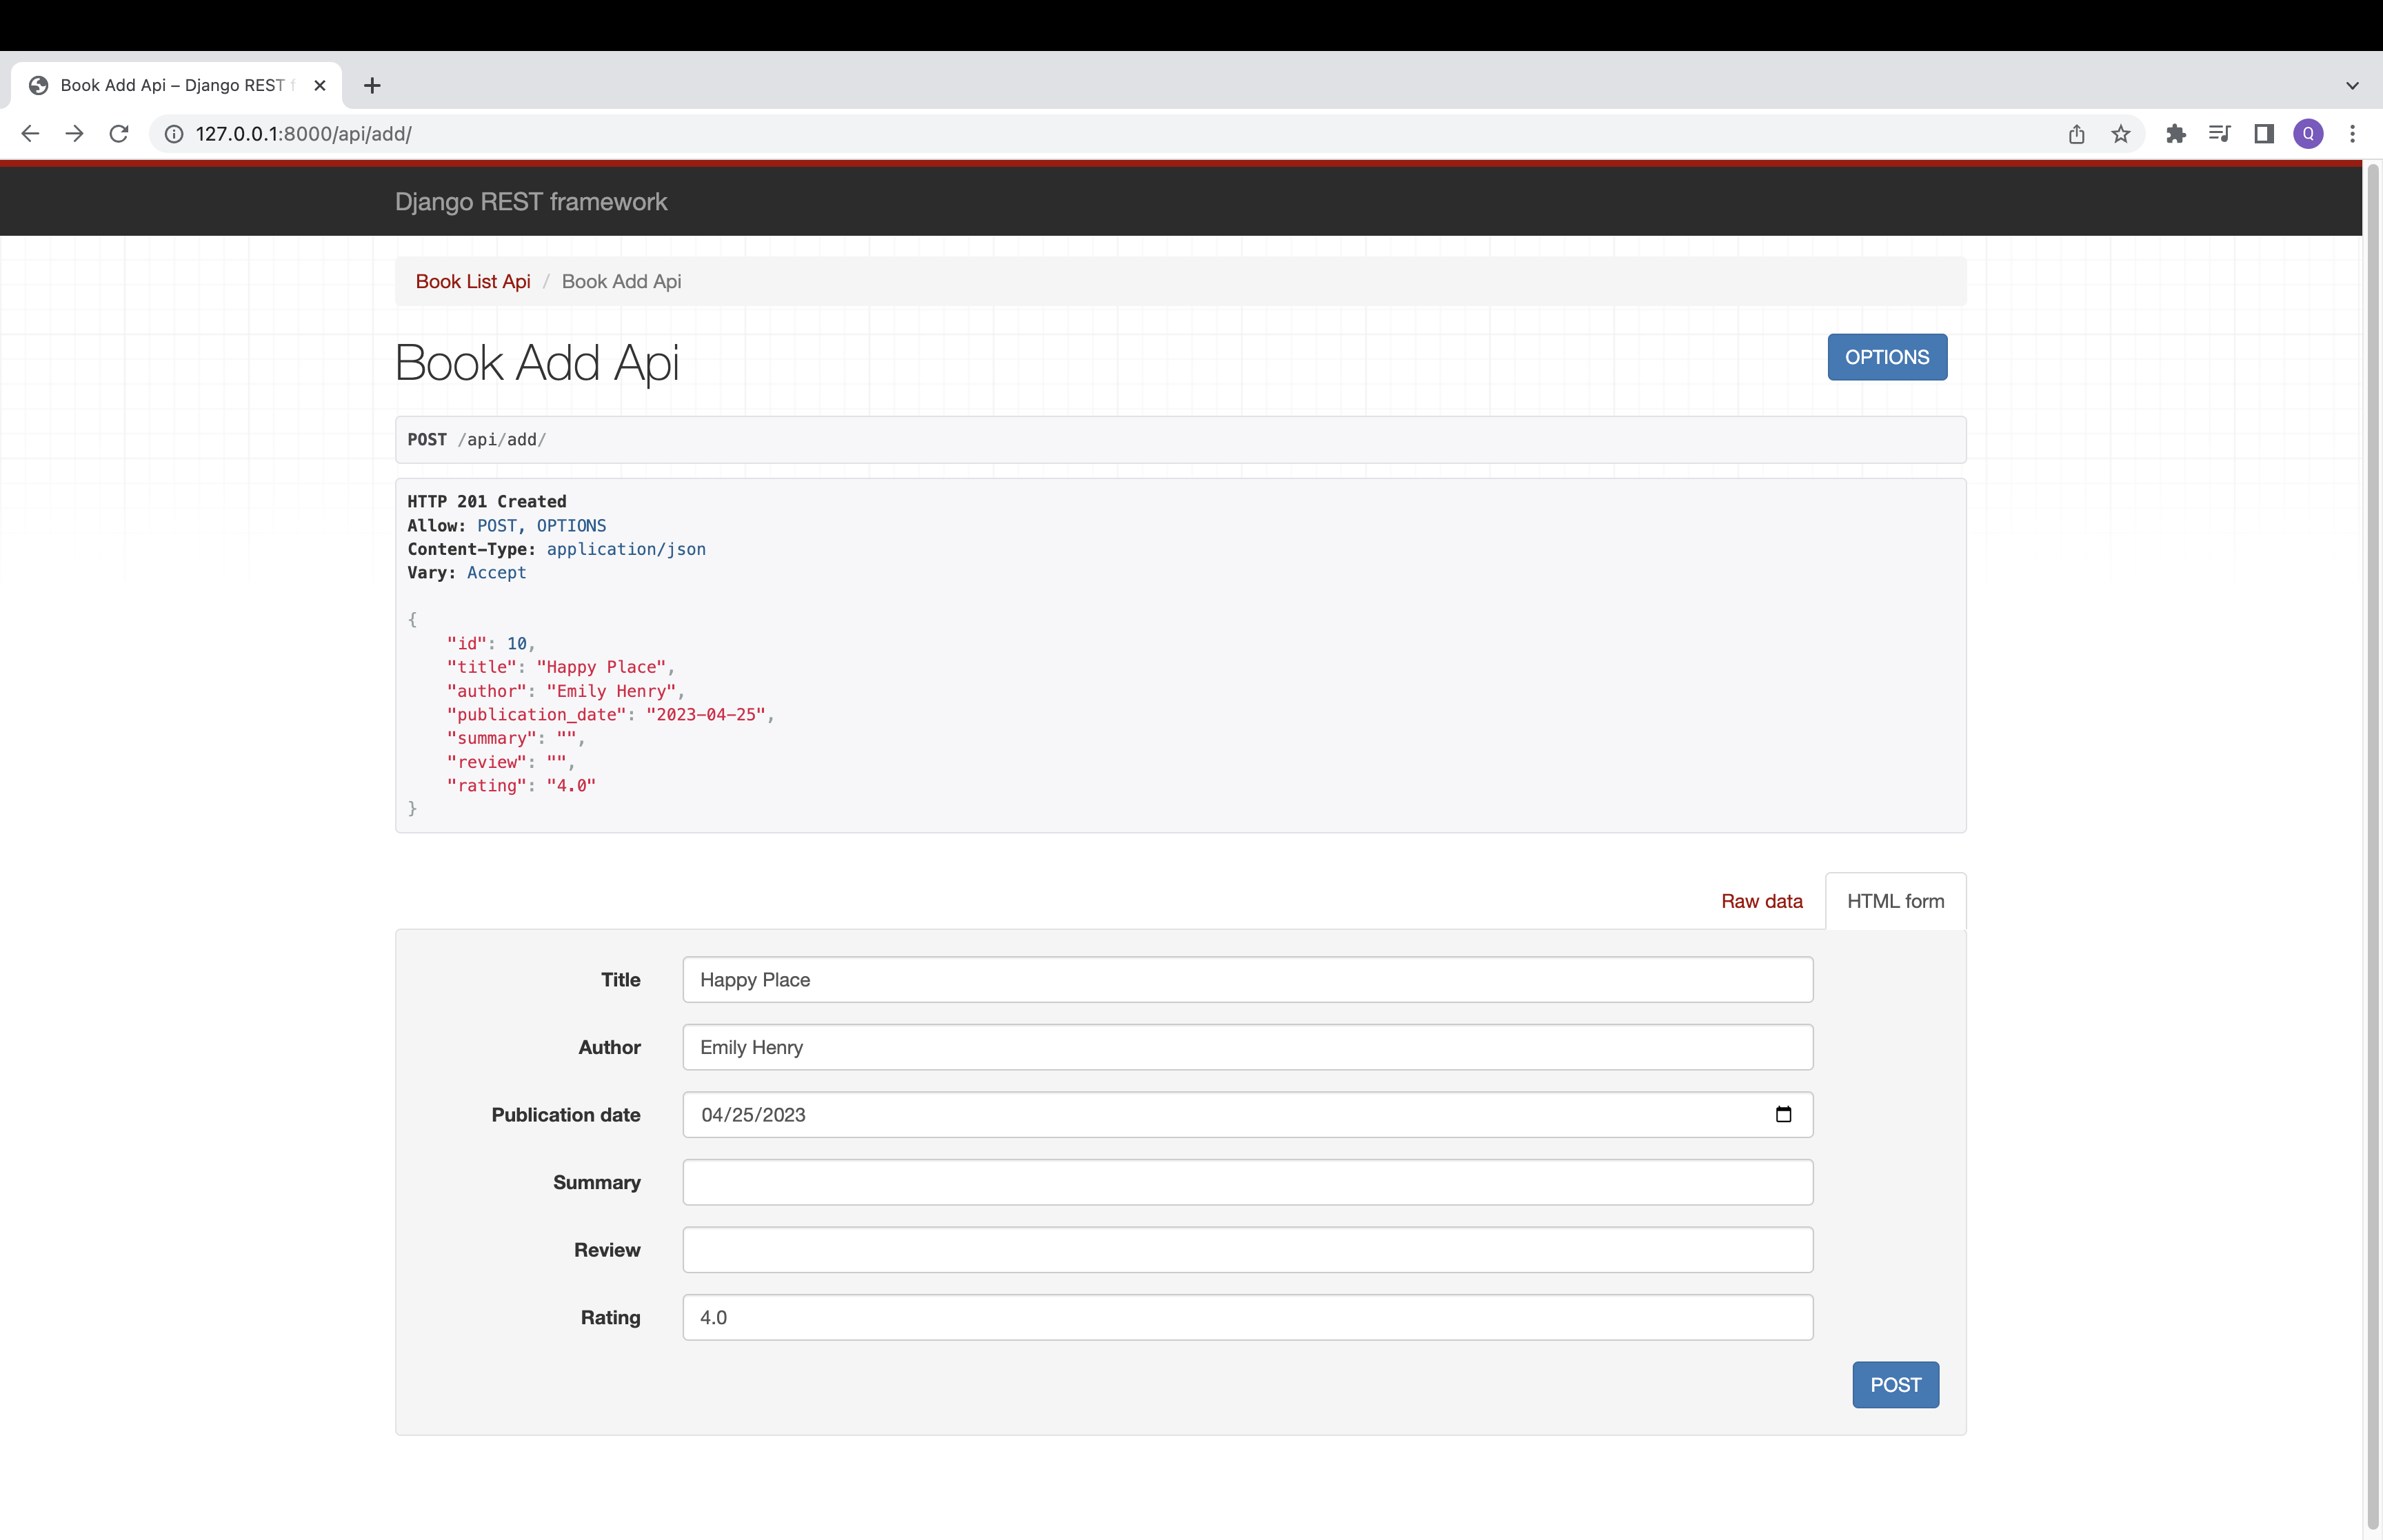 Book Add Api – Django REST f
127.0.0.1:8000/api/add/
Q
Django REST framework
Book List Api / Book Add Api
Book Add Api
OPTIONS
POST /api/add/
HTTP 201 Created
Allow: POST, OPTIONS
Content-Type: application/json
Vary: Accept
{
    "id": 10,
    "title": "Happy Place",
    "author": "Emily Henry",
    "publication_date": "2023-04-25",
    "summary": "",
    "review": "",
    "rating": "4.0"
}
Raw data HTML form
Title Happy Place
Author Emily Henry
Publication date 04/25/2023
Summary
Review
Rating 4.0
POST